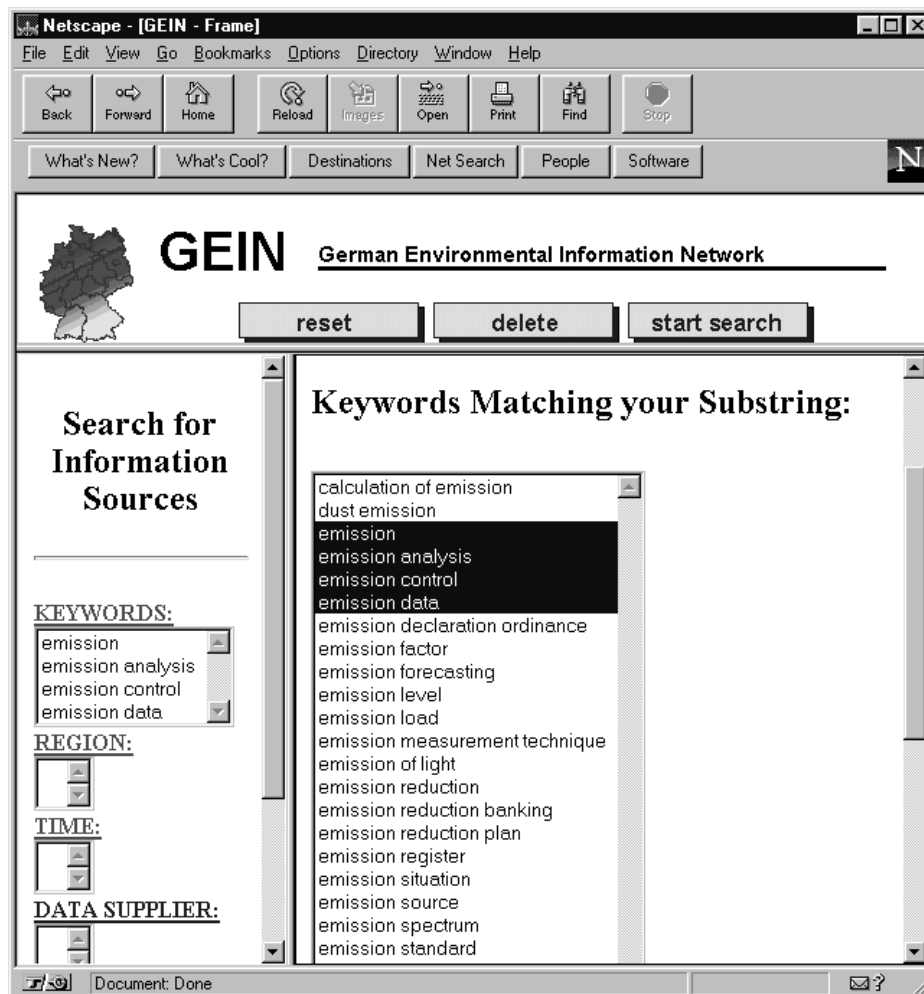 Netscape - [GEIN - Frame]
File Edit View Go Bookmarks Options Directory Window Help
Back Forward Home Reload Images Open Print Find Stop
What's New? What's Cool? Destinations Net Search People Software
N
GEIN German Environmental Information Network
reset delete start search
Search for
Information
Sources
KEYWORDS:
emission
emission analysis
emission control
emission data
REGION:
TIME:
DATA SUPPLIER:
Keywords Matching your Substring:
calculation of emission
dust emission
emission
emission analysis
emission control
emission data
emission declaration ordinance
emission factor
emission forecasting
emission level
emission load
emission measurement technique
emission of light
emission reduction
emission reduction banking
emission reduction plan
emission register
emission situation
emission source
emission spectrum
emission standard
Document: Done